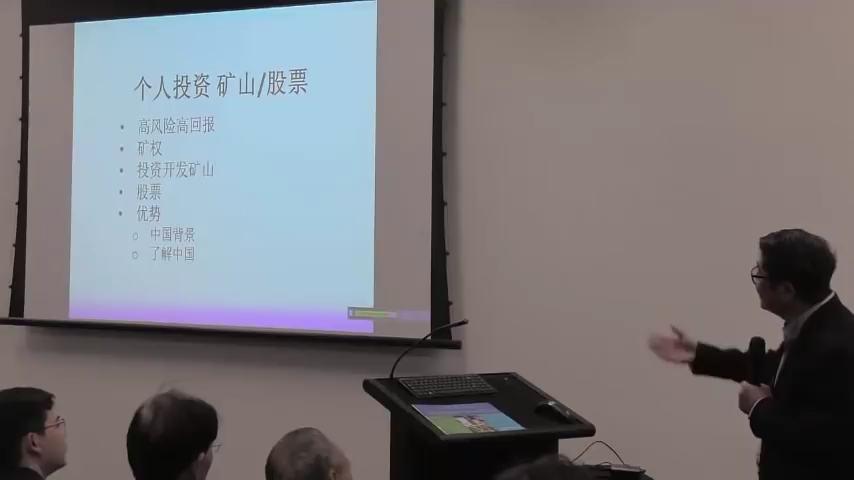 个人投资 矿山/股票
• 高风险高回报
• 矿权
• 投资开发矿山
• 股票
• 优势
○ 中国背景
○ 了解中国